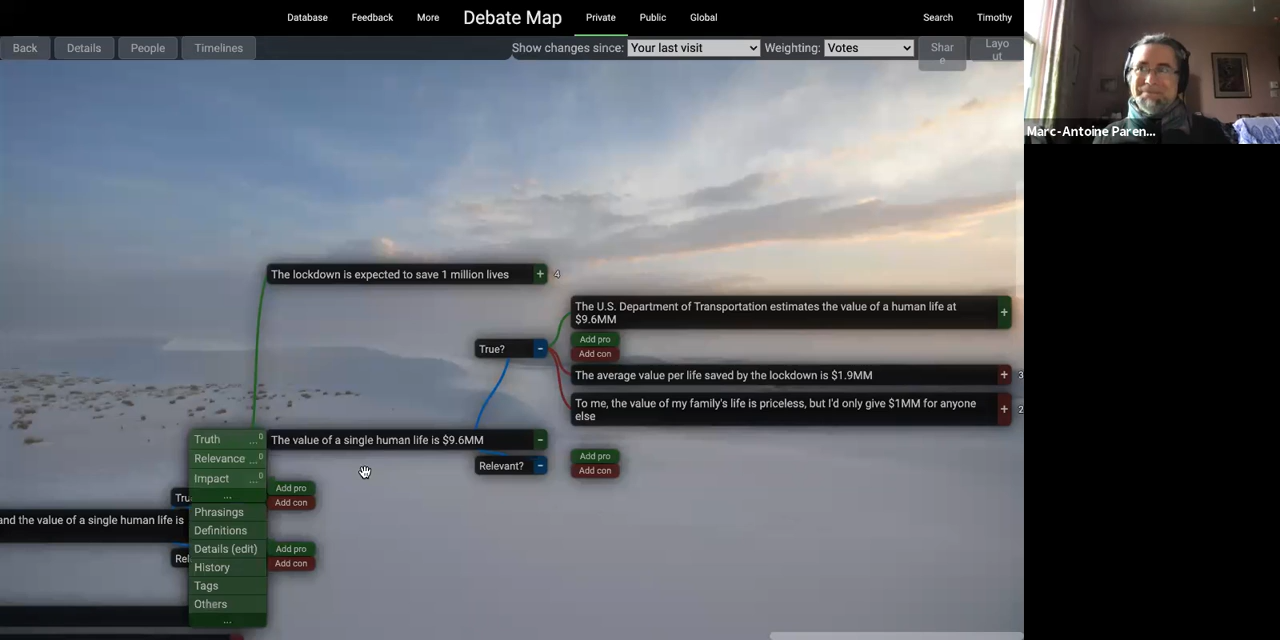 Database
Feedback
More
Debate Map
Private
Public
Global
Search
Timothy
Back
Details
People
Timelines
Show changes since:
Your last visit
Weighting:
Votes
Shar
e
Layo
ut
Marc-Antoine Paren...
The lockdown is expected to save 1 million lives
+
4
The U.S. Department of Transportation estimates the value of a human life at
$9.6MM
+
True?
-
Add pro
Add con
The average value per life saved by the lockdown is $1.9MM
+
3
To me, the value of my family's life is priceless, but I'd only give $1MM for anyone
else
+
2
Truth
...
0
The value of a single human life is $9.6MM
-
Relevance
...
0
Relevant?
-
Add pro
Add con
Impact
...
0
...
Add pro
Add con
Tru
Phrasings
and the value of a single human life is
Definitions
Details (edit)
Add pro
Add con
Rel
History
Tags
Others
...